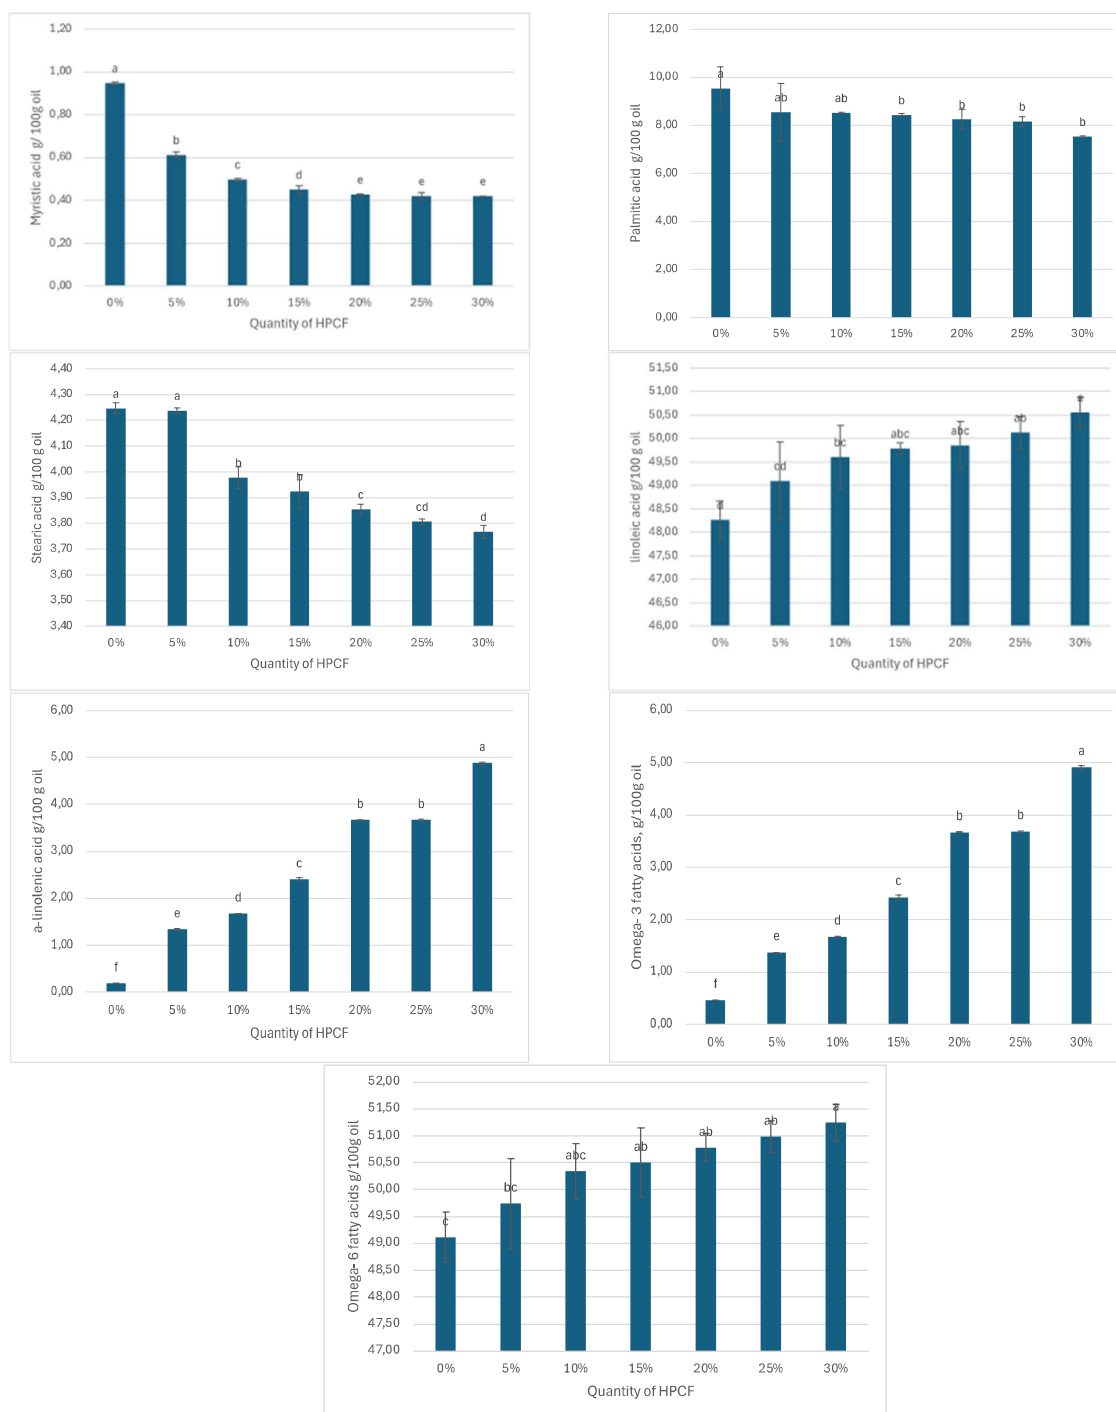 Myristic acid g/ 100g oil
1,20
1,00
0,80
0,60
0,40
0,20
0,00
a
b
c
d
e
e
e
0%
5%
10%
15%
20%
25%
30%
Quantity of HPCF
Palmitic acid g/100 g oil
12,00
10,00
8,00
6,00
4,00
2,00
0,00
a
ab
ab
b
b
b
b
0%
5%
10%
15%
20%
25%
30%
Stearic acid g/100 g oil
4,40
4,30
4,20
4,10
4,00
3,90
3,80
3,70
3,60
3,50
3,40
a
a
b
b
c
cd
d
0%
5%
10%
15%
20%
25%
30%
Quantity of HPCF
linoleic acid g/100 g oil
51,50
51,00
50,50
50,00
49,50
49,00
48,50
48,00
47,50
47,00
46,50
46,00
d
cd
bc
abc
abc
ab
a
0%
5%
10%
15%
20%
25%
30%
Quantity of HPCF
a-linolenic acid g/100 g oil
6,00
5,00
4,00
3,00
2,00
1,00
0,00
f
e
d
c
b
b
a
0%
5%
10%
15%
20%
25%
30%
Quantity of HPCF
Omega- 3 fatty acids, g/100g oil
6,00
5,00
4,00
3,00
2,00
1,00
0,00
f
e
d
c
b
b
a
0%
5%
10%
15%
20%
25%
30%
Omega- 6 fatty acids g/100g oil
52,00
51,50
51,00
50,50
50,00
49,50
49,00
48,50
48,00
47,50
47,00
c
bc
abc
ab
ab
ab
a
0%
5%
10%
15%
20%
25%
30%
Quantity of HPCF